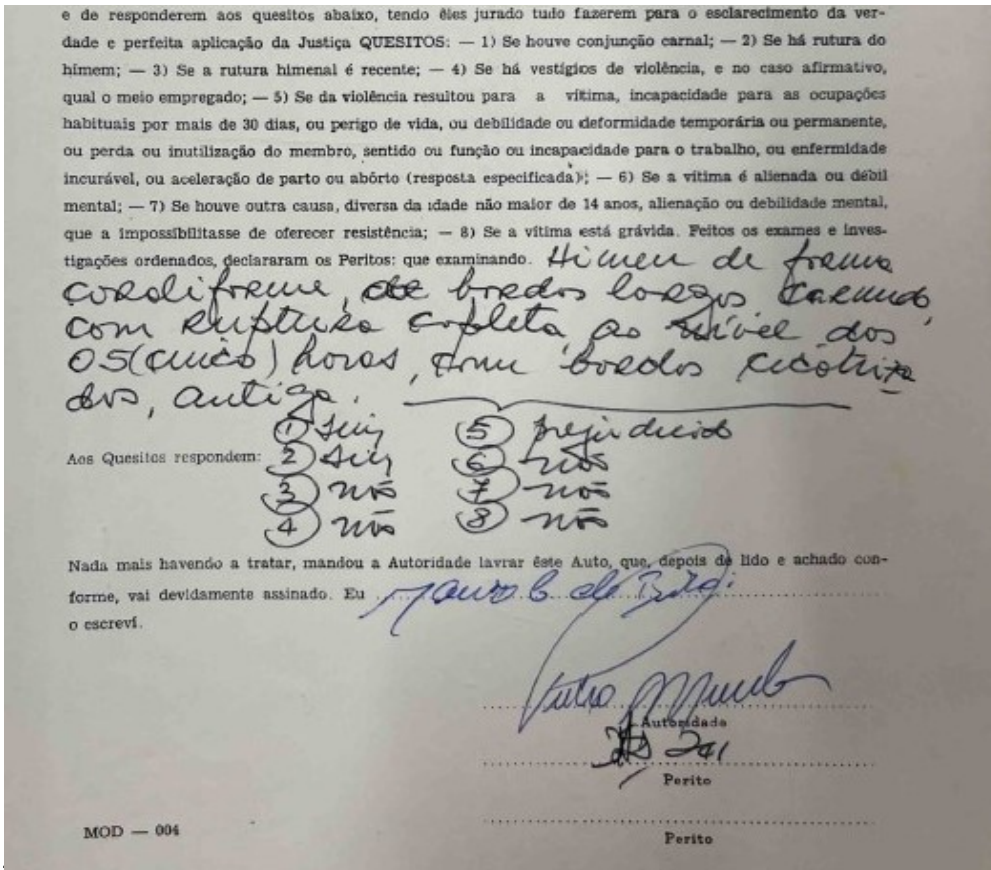 e de responderem aos quesitos abaixo, tendo êles jurado tudo fazerem para o esclarecimento da ver-
dade e perfeita aplicação da Justiça QUESITOS: — 1) Se houve conjunção carnal; — 2) Se há rutura do
hímem; — 3) Se a rutura himenal é recente; — 4) Se há vestígios de violência, e no caso afirmativo,
qual o meio empregado; — 5) Se da violência resultou para a vítima, incapacidade para as ocupações
habituais por mais de 30 dias, ou perigo de vida, ou debilidade ou deformidade temporária ou permanente,
ou perda ou inutilização do membro, sentido ou função ou incapacidade para o trabalho, ou enfermidade
incurável, ou aceleração de parto ou abôrto (resposta especificada); — 6) Se a vítima é alienada ou débil
mental; — 7) Se houve outra causa, diversa da idade não maior de 14 anos, alienação ou debilidade mental,
que a impossibilitasse de oferecer resistência; — 8) Se a vítima está grávida. Feitos os exames e inves-
tigações ordenados, declararam os Peritos: que examinando. Himen de forma
cordiforme, de bordos largos carnudo,
com ruptura copleta, ao nível dos
05 (cinco) horas, com bordos cicatriza
dos, antiga.
1 sim 5 prejudicado
Aos Quesitos respondem: 2 sim 6 não
3 não 7 não
4 não 8 não
Nada mais havendo a tratar, mandou a Autoridade lavrar êste Auto, que, depois de lido e achado con-
forme, vai devidamente assinado. Eu
o escreví.
Autoridade
Perito
MOD — 004
Perito